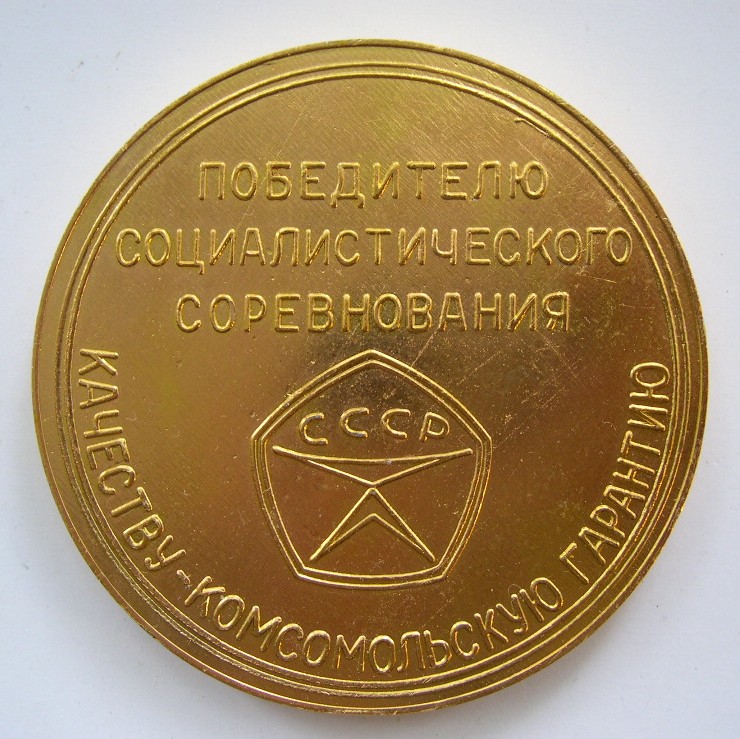 ПОБЕДИТЕЛЮ
СОЦИАЛИСТИЧЕСКОГО
СОРЕВНОВАНИЯ
СССР
КАЧЕСТВУ-КОМСОМОЛЬСКУЮ ГАРАНТИЮ